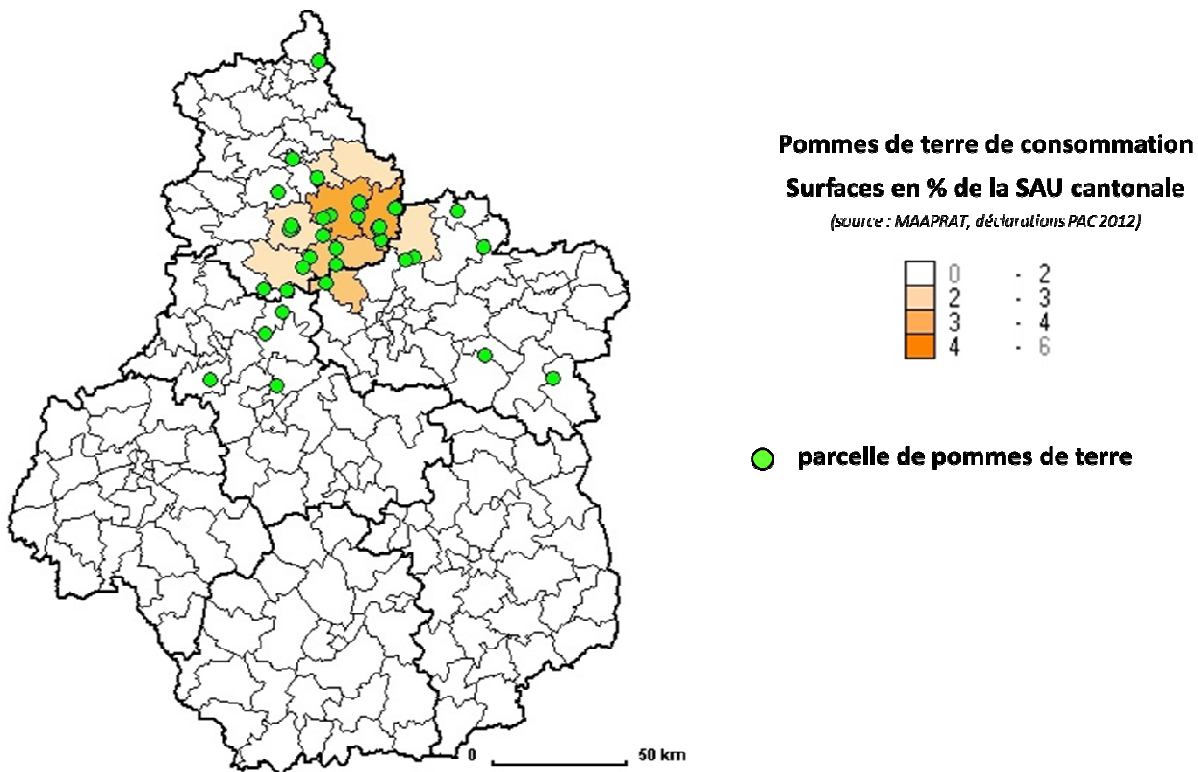 Pommes de terre de consommation
Surfaces en % de la SAU cantonale
(source : MAAPRAT, déclarations PAC 2012)
0 - 2
2 - 3
3 - 4
4 - 6
parcelle de pommes de terre
0 50 km